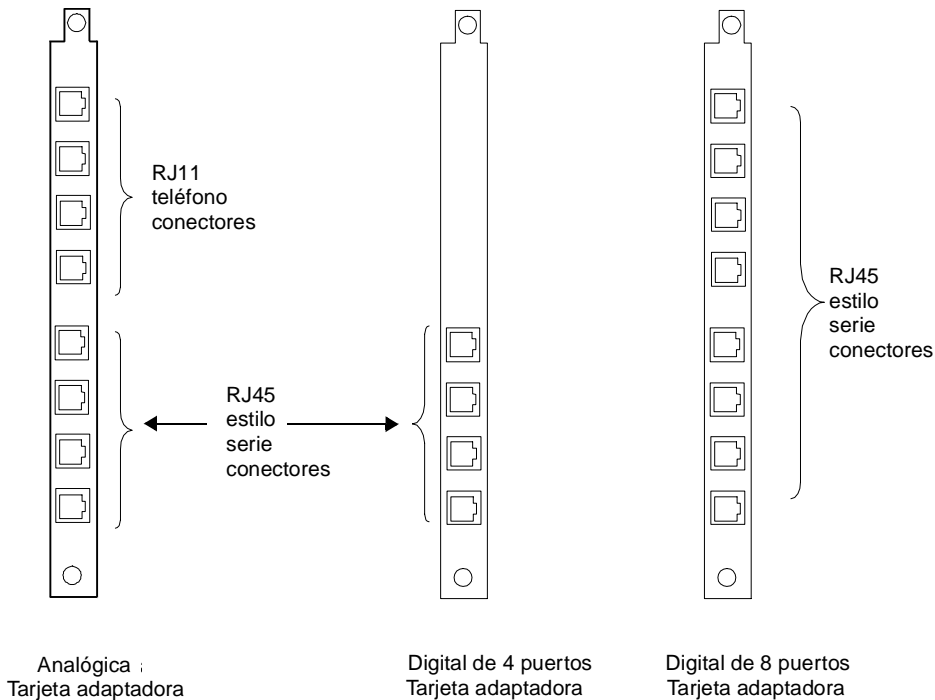 RJ11
teléfono
conectores
RJ45
estilo
serie
conectores
RJ45
estilo
serie
conectores
Analógica
Tarjeta adaptadora
Digital de 4 puertos
Tarjeta adaptadora
Digital de 8 puertos
Tarjeta adaptadora